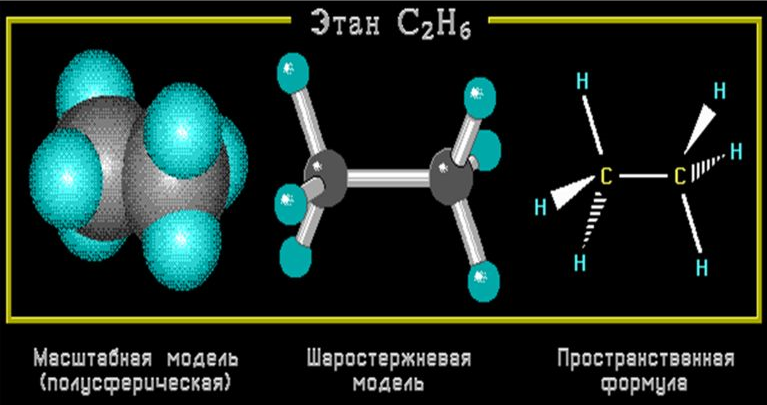 Этан C₂H₆
H
H
H
C
C
H
H
H
Масштабная модель
(полусферическая)
Шаростержневая
модель
Пространственная
формула